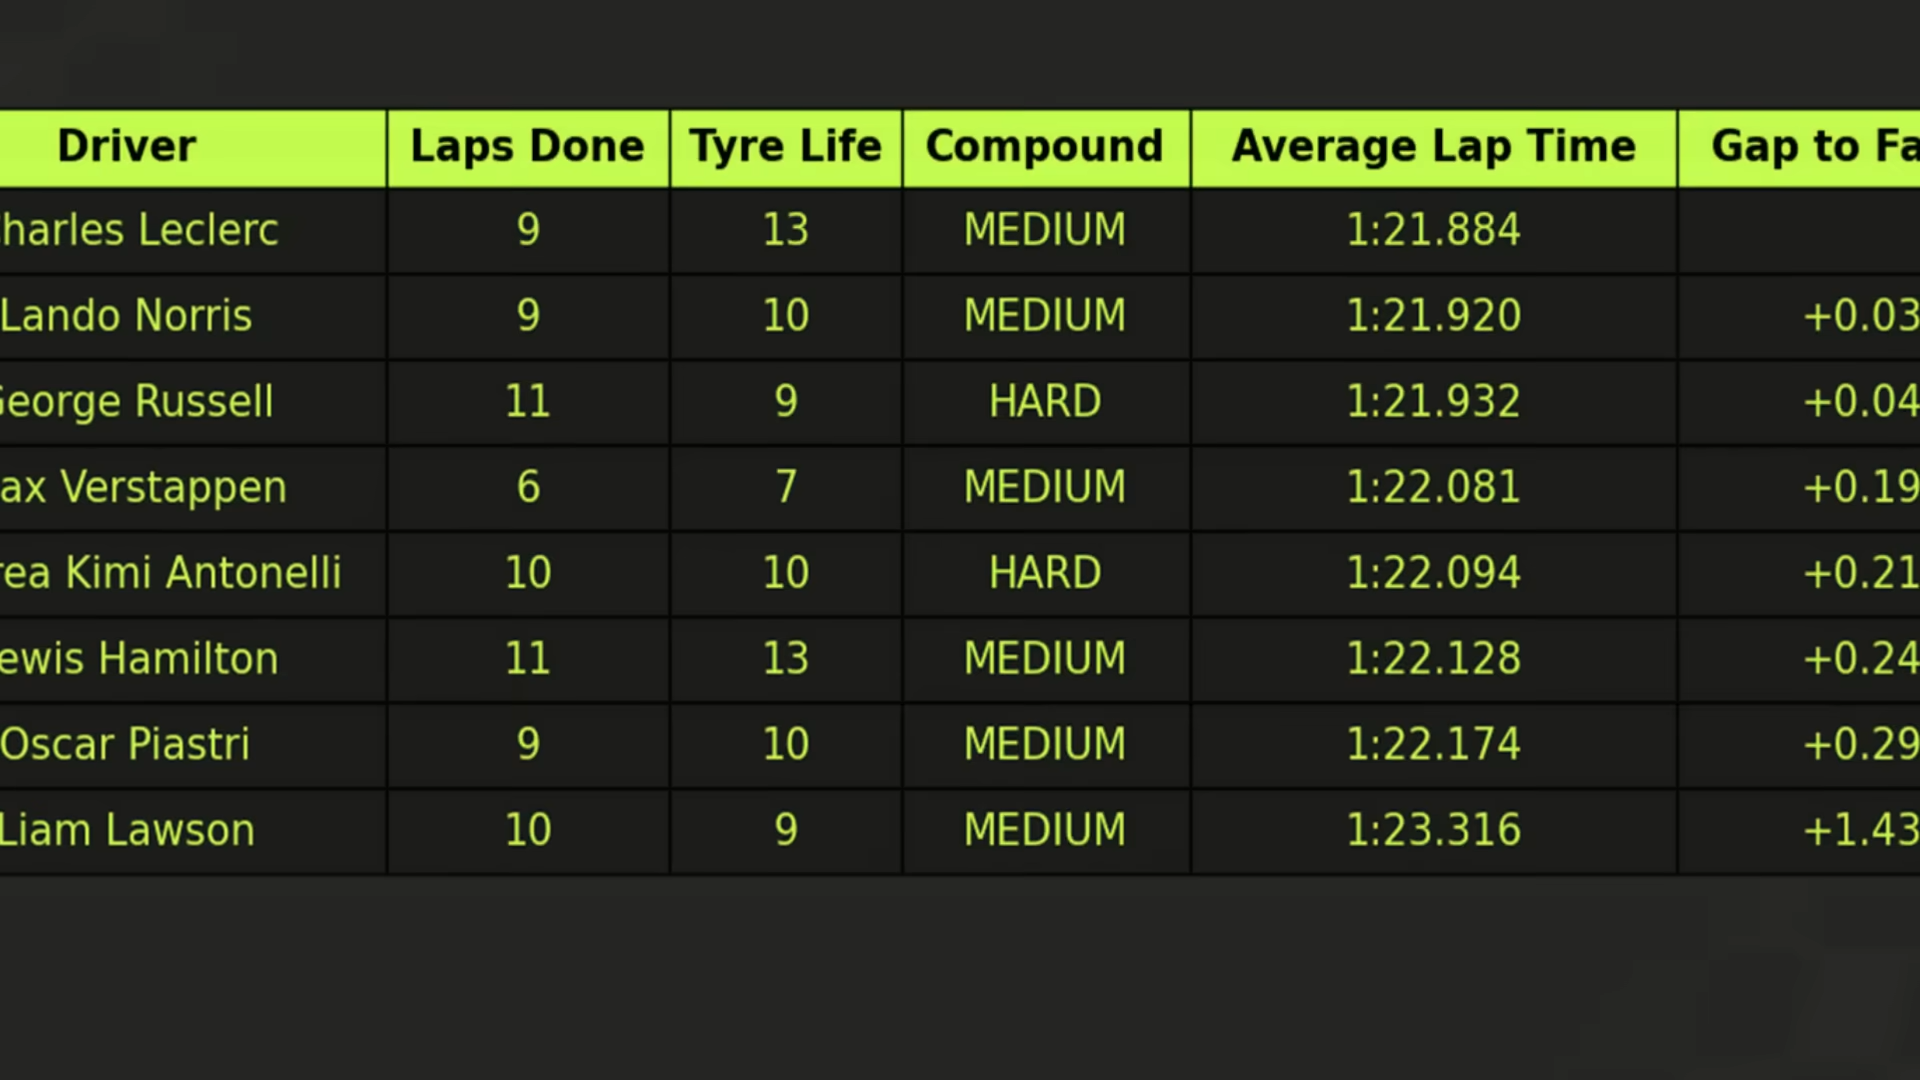 Driver Laps Done Tyre Life Compound Average Lap Time Gap to Fa
harles Leclerc 9 13 MEDIUM 1:21.884
Lando Norris 9 10 MEDIUM 1:21.920 +0.03
George Russell 11 9 HARD 1:21.932 +0.04
ax Verstappen 6 7 MEDIUM 1:22.081 +0.19
rea Kimi Antonelli 10 10 HARD 1:22.094 +0.21
ewis Hamilton 11 13 MEDIUM 1:22.128 +0.24
Oscar Piastri 9 10 MEDIUM 1:22.174 +0.29
Liam Lawson 10 9 MEDIUM 1:23.316 +1.43